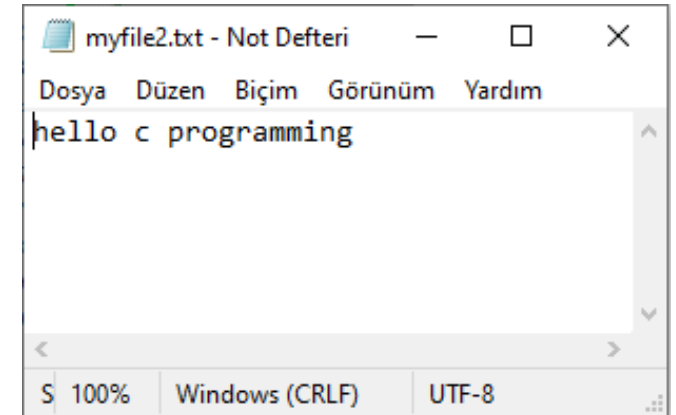 myfile2.txt - Not Defteri
Dosya Düzen Biçim Görünüm Yardım
hello c programming
S 100% Windows (CRLF) UTF-8